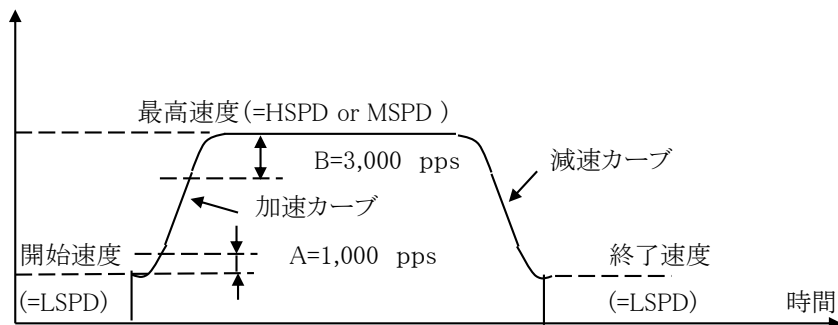 最高速度(=HSPD or MSPD )
B=3,000 pps
減速カーブ
加速カーブ
開始速度
A=1,000 pps
終了速度
(=LSPD)
(=LSPD)
時間